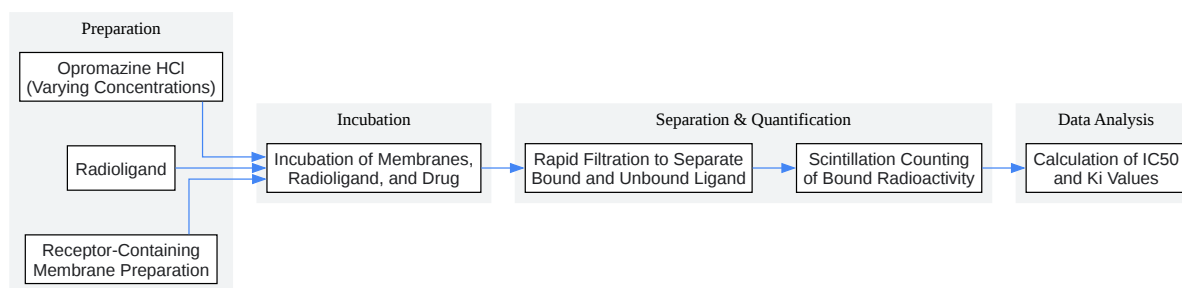 Preparation
Opromazine HCl
(Varying Concentrations)
Radioligand
Receptor-Containing
Membrane Preparation
Incubation
Incubation of Membranes,
Radioligand, and Drug
Separation & Quantification
Rapid Filtration to Separate
Bound and Unbound Ligand
Scintillation Counting
of Bound Radioactivity
Data Analysis
Calculation of IC50
and Ki Values